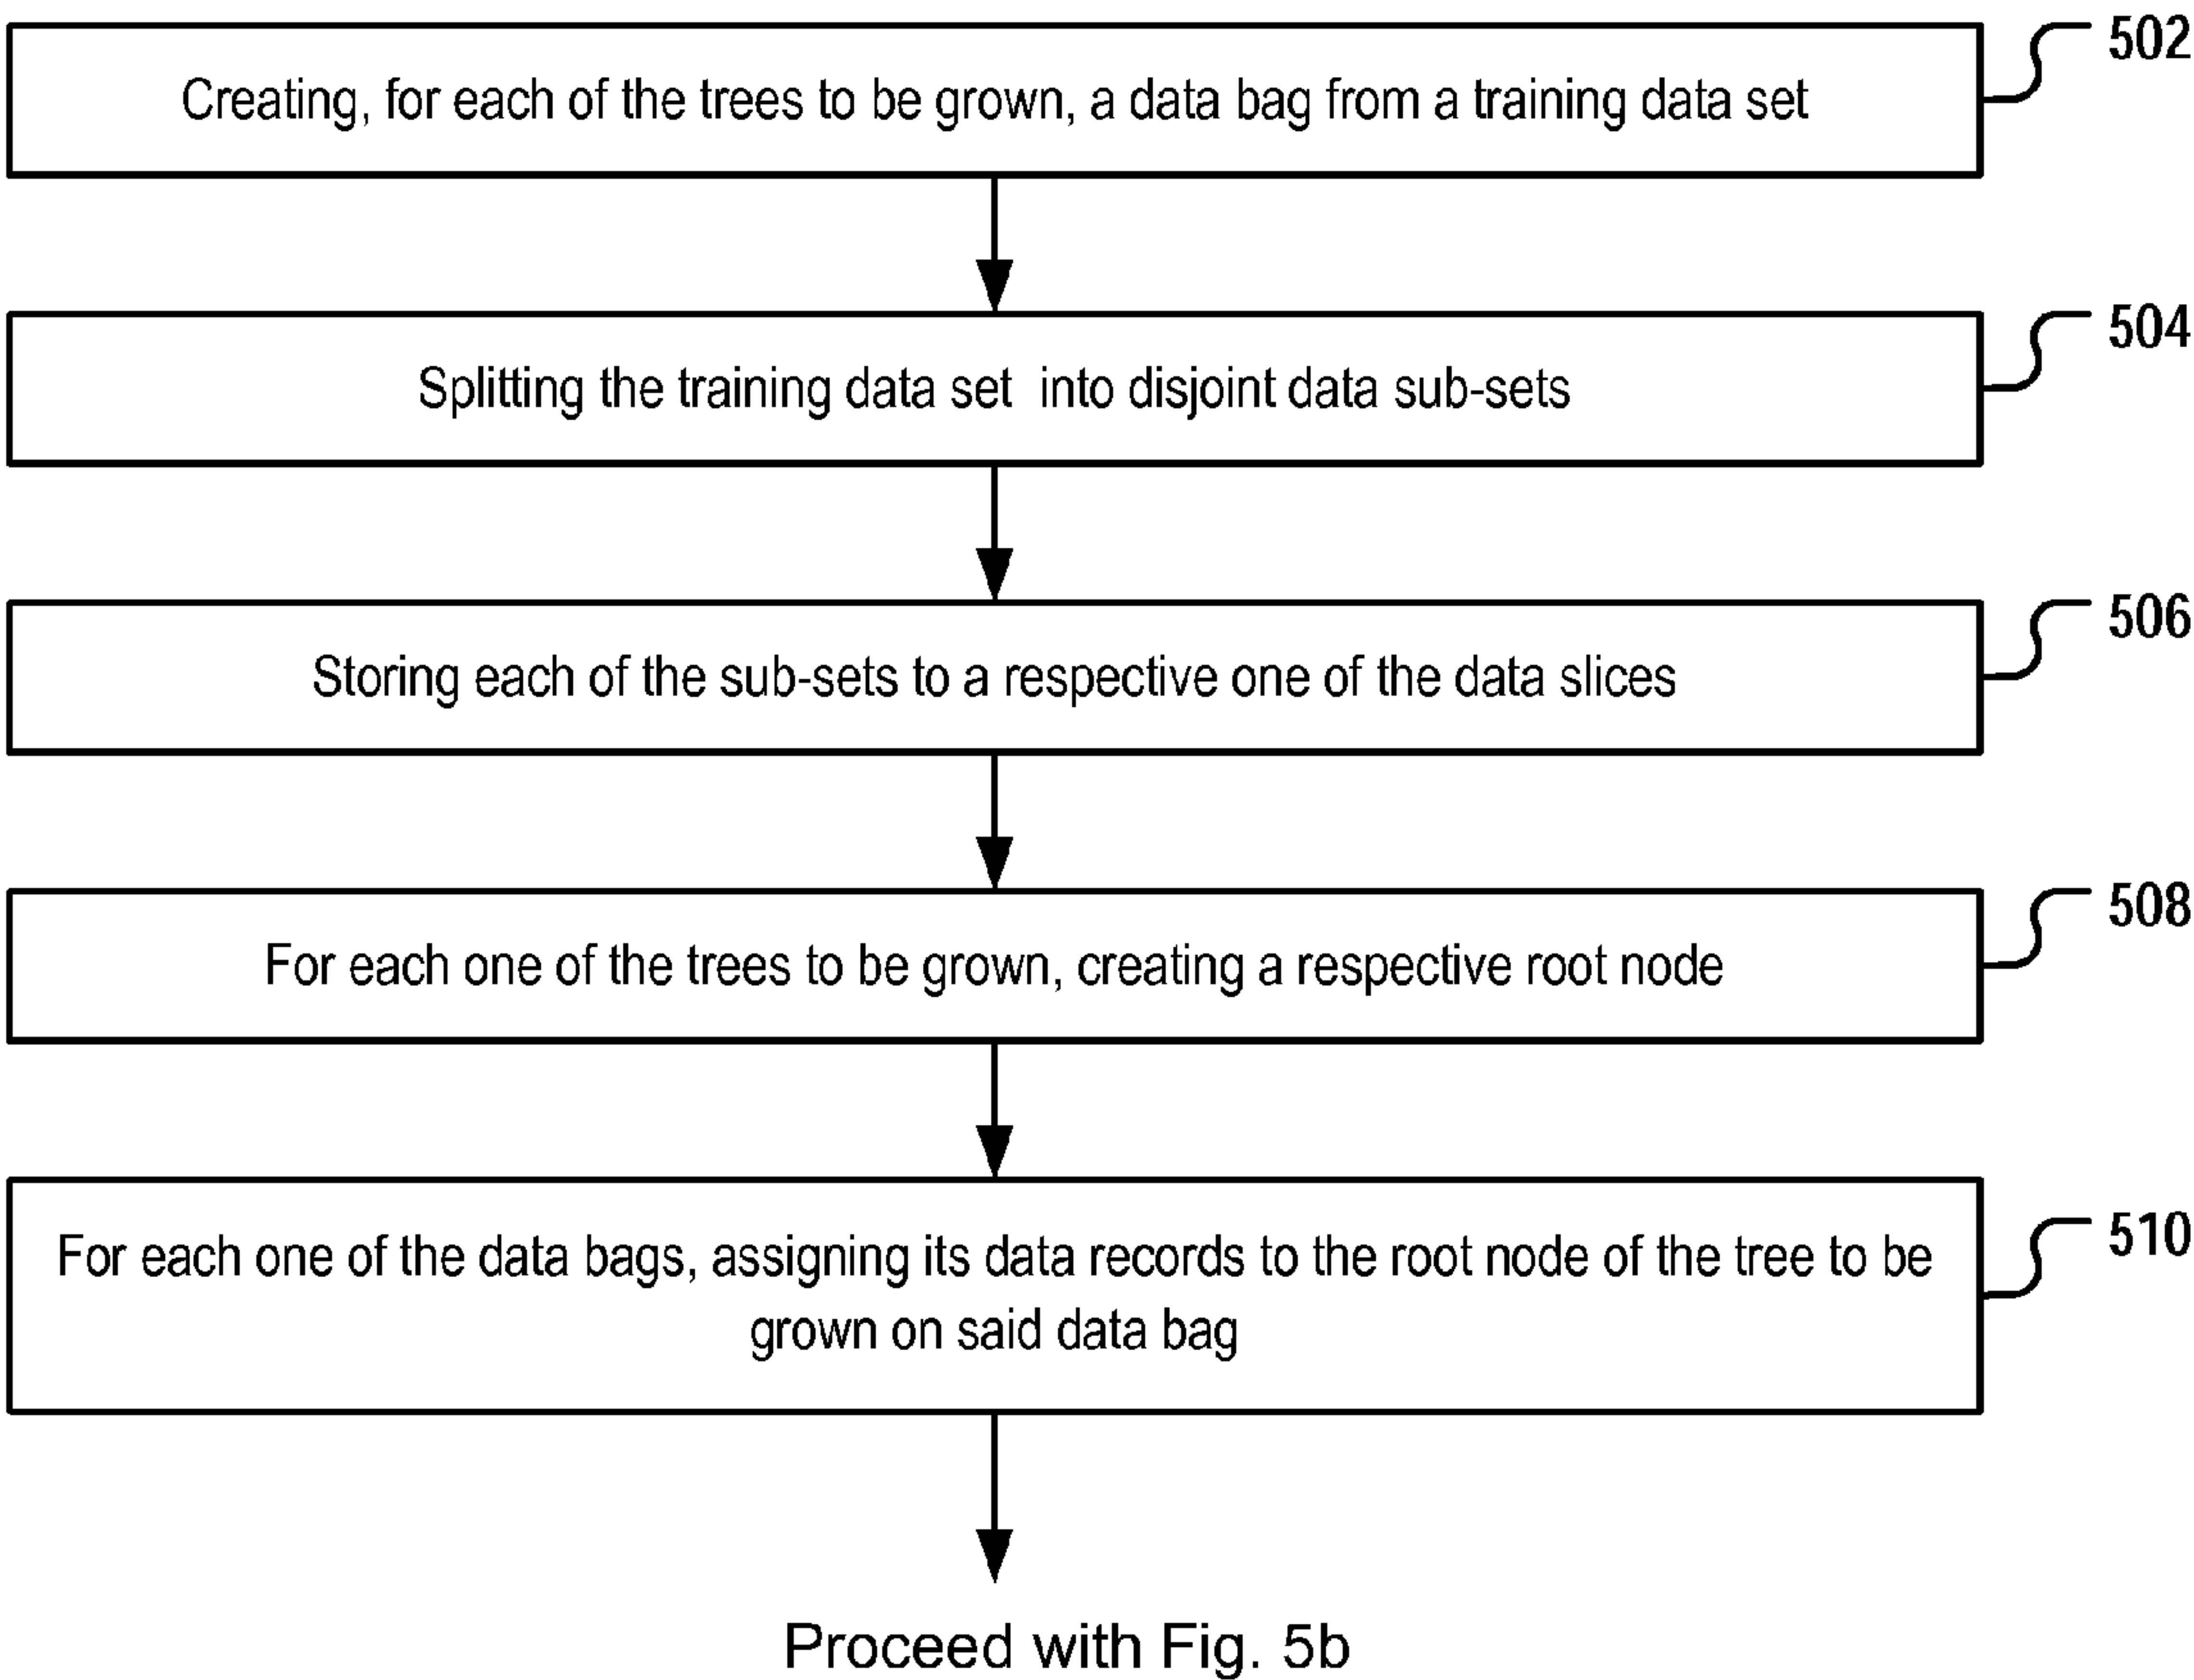 502
Creating, for each of the trees to be grown, a data bag from a training data set
504
Splitting the training data set into disjoint data sub-sets
506
Storing each of the sub-sets to a respective one of the data slices
508
For each one of the trees to be grown, creating a respective root node
510
For each one of the data bags, assigning its data records to the root node of the tree to be
grown on said data bag
Proceed with Fig. 5b